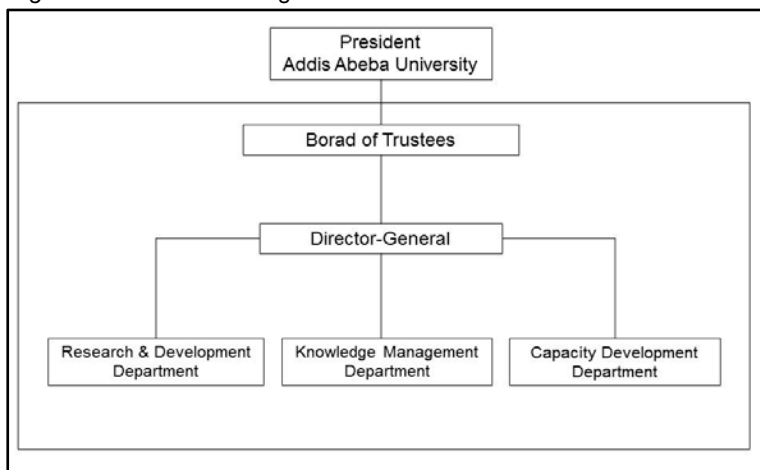 President
Addis Abeba University
Borad of Trustees
Director-General
Research & Development
Department
Knowledge Management
Department
Capacity Development
Department